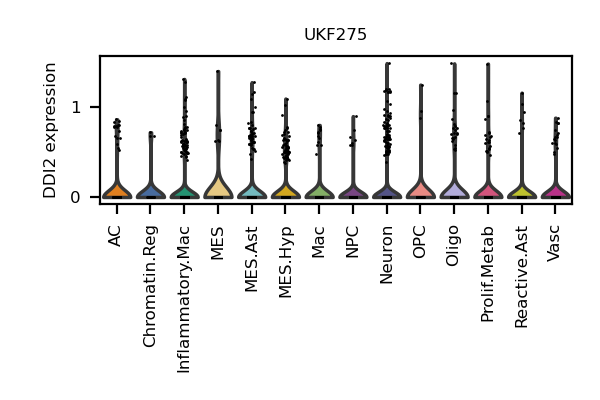 UKF275
DDI2 expression
1
0
AC
Chromatin.Reg
Inflammatory.Mac
MES
MES.Ast
MES.Hyp
Mac
NPC
Neuron
OPC
Oligo
Prolif.Metab
Reactive.Ast
Vasc